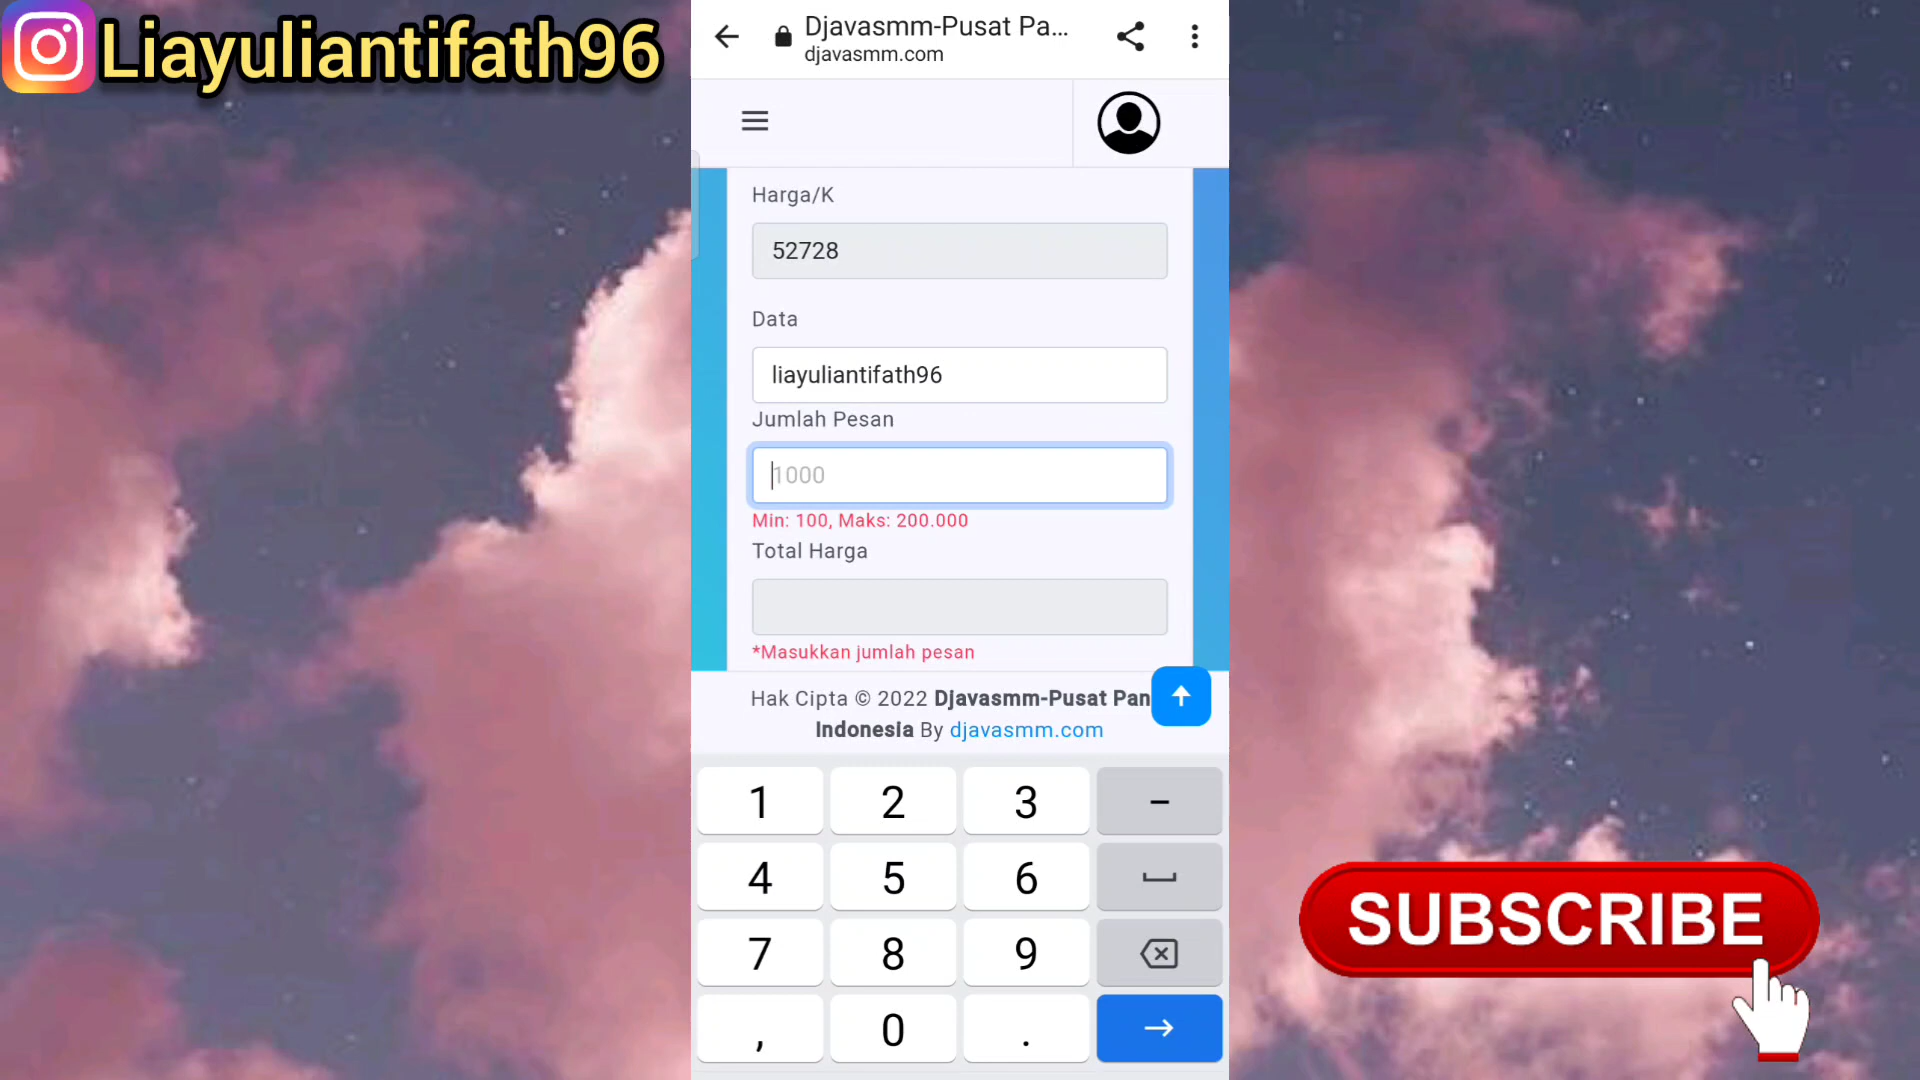 Liayuliantifath96
Djavasmm-Pusat Pa...
djavasmm.com
Harga/K
52728
Data
liayuliantifath96
Jumlah Pesan
1000
Min: 100, Maks: 200.000
Total Harga
*Masukkan jumlah pesan
Hak Cipta © 2022 Djavasmm-Pusat Pan
Indonesia By djavasmm.com
1 2 3 -
4 5 6
7 8 9
, 0 .
SUBSCRIBE